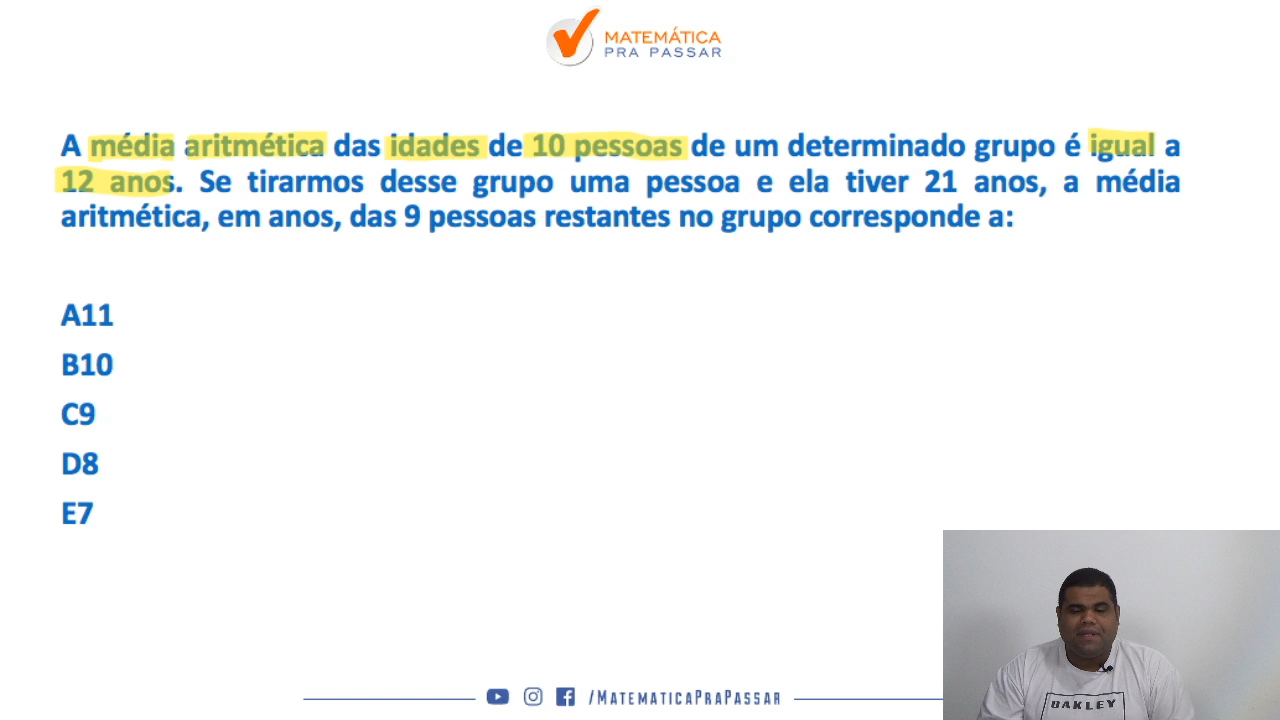 MATEMÁTICA
PRA PASSAR
A média aritmética das idades de 10 pessoas de um determinado grupo é igual a
12 anos. Se tirarmos desse grupo uma pessoa e ela tiver 21 anos, a média
aritmética, em anos, das 9 pessoas restantes no grupo corresponde a:
A11
B10
C9
D8
E7
/MATEMATICAPRAPASSAR
OAKLEY